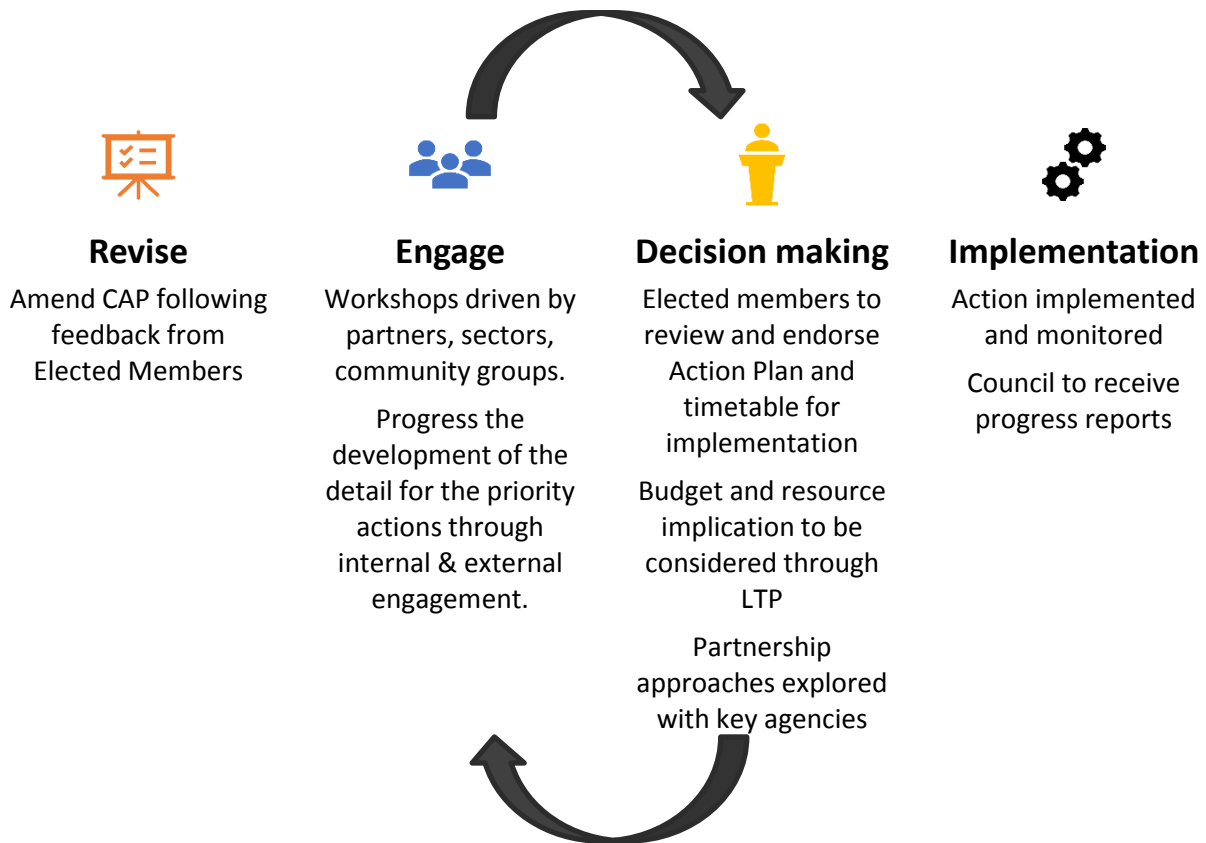 Revise
Amend CAP following
feedback from
Elected Members
Engage
Workshops driven by
partners, sectors,
community groups.
Progress the
development of the
detail for the priority
actions through
internal & external
engagement.
Decision making
Elected members to
review and endorse
Action Plan and
timetable for
implementation
Budget and resource
implication to be
considered through
LTP
Partnership
approaches explored
with key agencies
Implementation
Action implemented
and monitored
Council to receive
progress reports